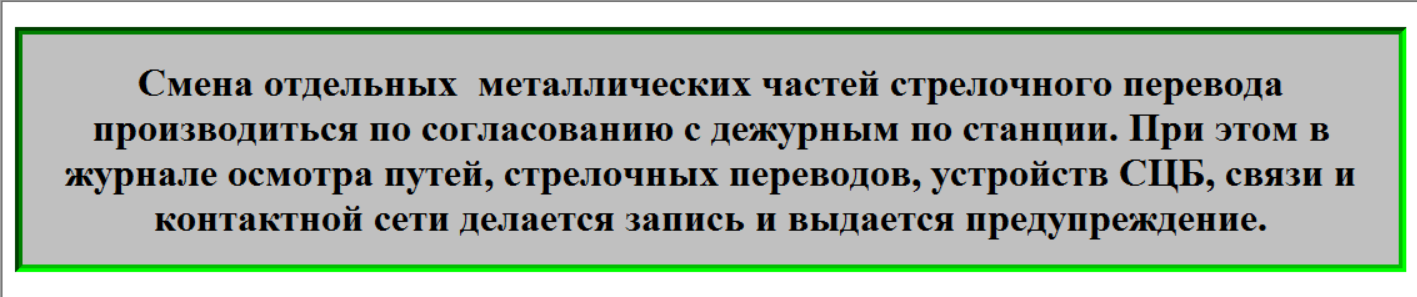 Смена отдельных  металлических частей стрелочного перевода
производиться по согласованию с дежурным по станции. При этом в
журнале осмотра путей, стрелочных переводов, устройств СЦБ, связи и
контактной сети делается запись и выдается предупреждение.